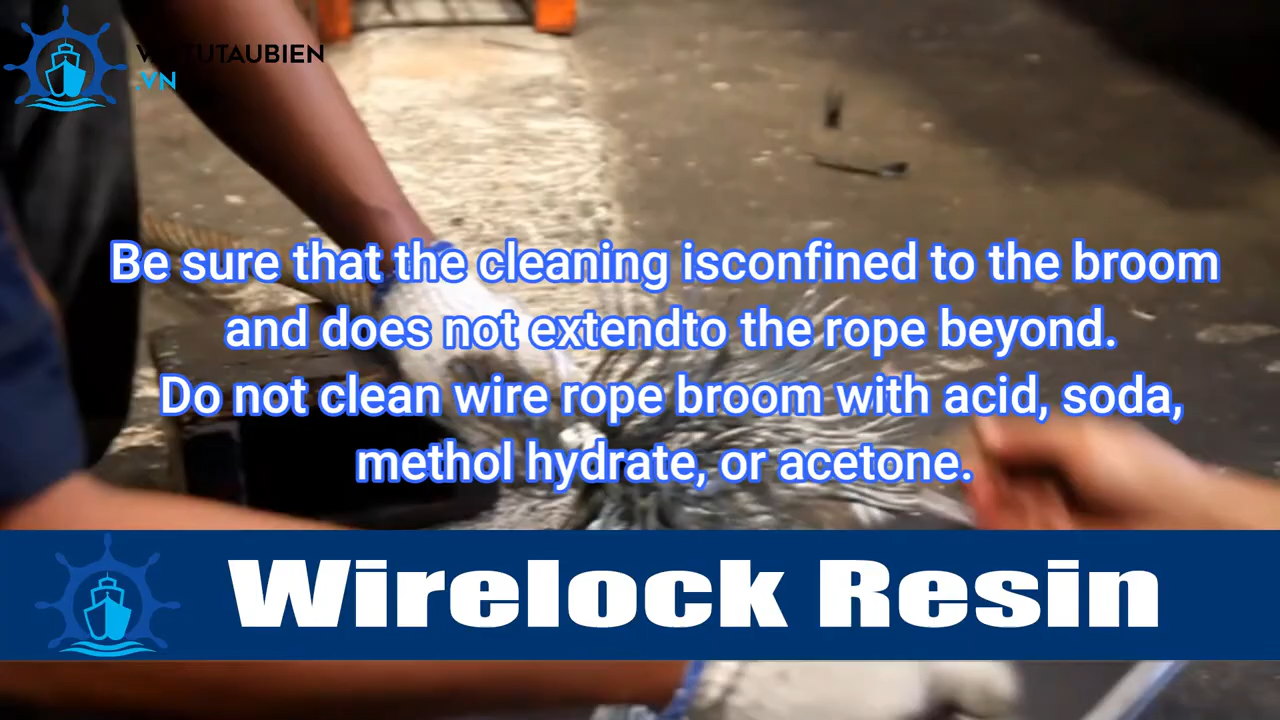 VATTUTAUBIEN
.VN
Be sure that the cleaning isconfined to the broom
and does not extendto the rope beyond.
Do not clean wire rope broom with acid, soda,
methol hydrate, or acetone.
Wirelock Resin